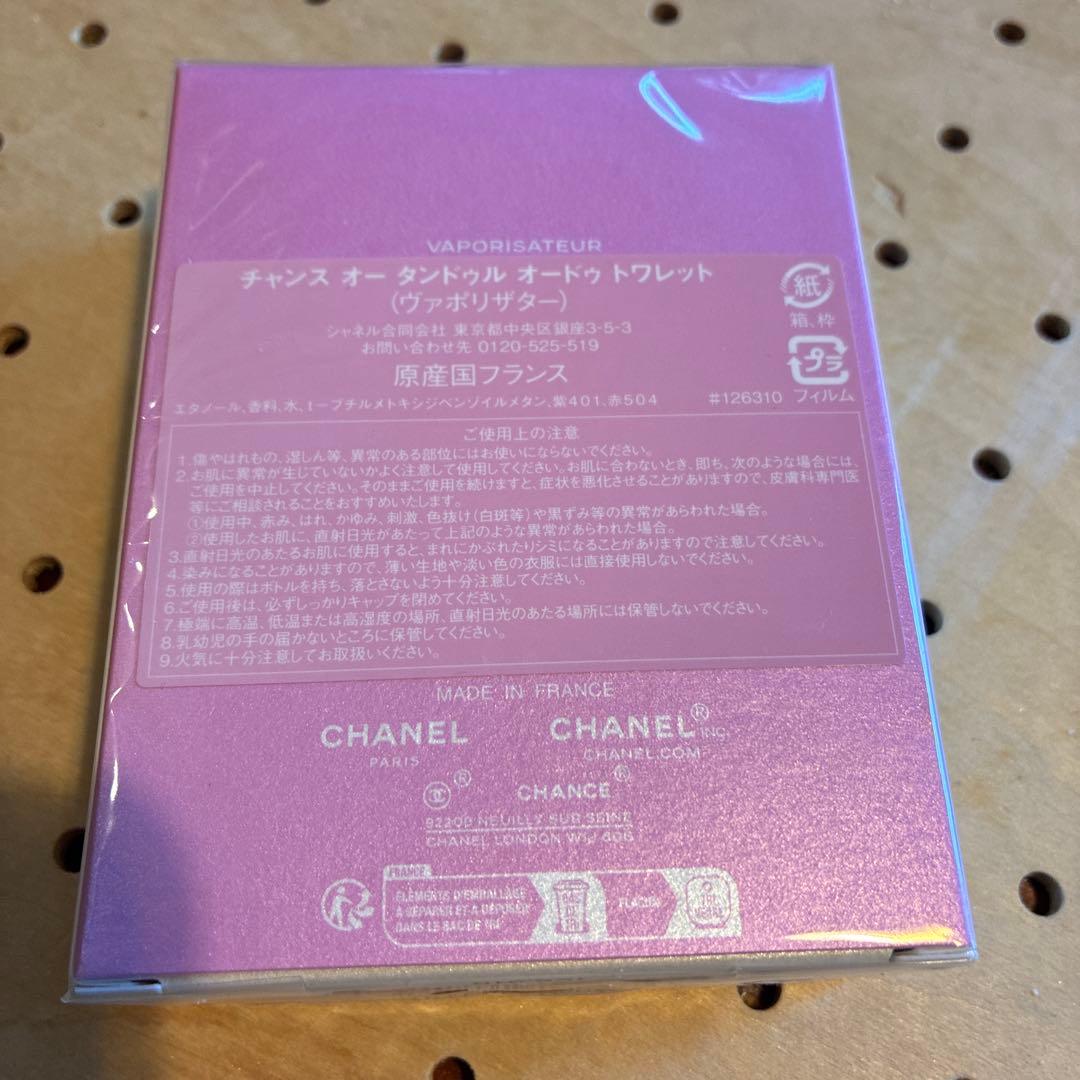 VAPORISATEUR
チャンス オー タンドゥル オードゥ トワレット
(ヴァポリザター)
シャネル合同会社 東京都中央区銀座3-5-3
お問い合わせ先 0120-525-519
原産国フランス
紙
箱、枠
プラ
フィルム
エタノール、香料、水、t-ブチルメトキシジベンゾイルメタン、紫401、赤504
#126310
ご使用上の注意
1.傷やはれもの、湿しん等、異常のある部位にはお使いにならないでください。
2.お肌に異常が生じていないかよく注意して使用してください。お肌に合わないとき、即ち、次のような場合には、
ご使用を中止してください。そのままご使用を続けますと、症状を悪化させることがありますので、皮膚科専門医
等にご相談されることをおすすめいたします。
①使用中、赤み、はれ、かゆみ、刺激、色抜け(白斑等)や黒ずみ等の異常があらわれた場合。
②使用したお肌に、直射日光があたって上記のような異常があらわれた場合。
3.直射日光のあたるお肌に使用すると、まれにかぶれたりシミになることがありますので注意してください。
4.染みになることがありますので、薄い生地や淡い色の衣服には直接使用しないでください。
5.使用の際はボトルを持ち、落とさないよう十分注意してください。
6.ご使用後は、必ずしっかりキャップを閉めてください。
7.極端に高温、低温または高湿度の場所、直射日光のあたる場所には保管しないでください。
8.乳幼児の手の届かないところに保管してください。
9.火気に十分注意してお取扱いください。
MADE IN FRANCE
CHANEL
PARIS
CHANEL® INC.
CHANEL.COM
®
CHANCE®
92200 NEUILLY SUR SEINE
CHANEL LONDON W1J 6DG
FRANCE
ÉLÉMENTS D'EMBALLAGE
À SÉPARER ET À DÉPOSER
DANS LE BAC DE TRI
FLACON